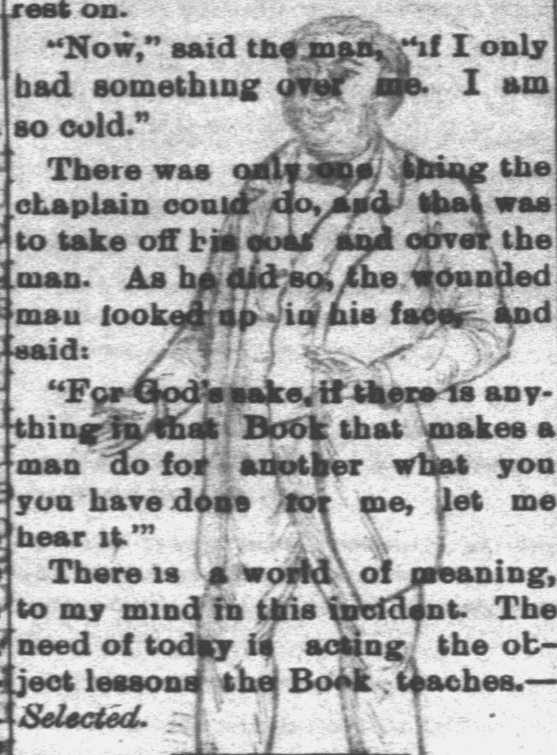 rest on.
“Now,” said the man, “if I only
had something over me. I am
so cold.”
There was only one thing the
chaplain could do, and that was
to take off his coat and cover the
man. As he did so, the wounded
man looked up in his face, and
said:
“For God's sake, if there is any-
thing in that Book that makes a
man do for another what you
you have done for me, let me
hear it.’”
There is a world of meaning,
to my mind in this incident. The
need of today is acting the ob-
ject lessons the Book teaches.—
Selected.